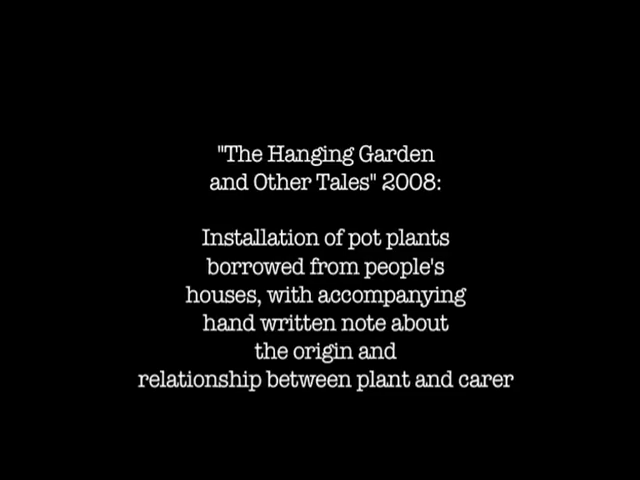 "The Hanging Garden
and Other Tales" 2008:
Installation of pot plants
borrowed from people's
houses, with accompanying
hand written note about
the origin and
relationship between plant and carer